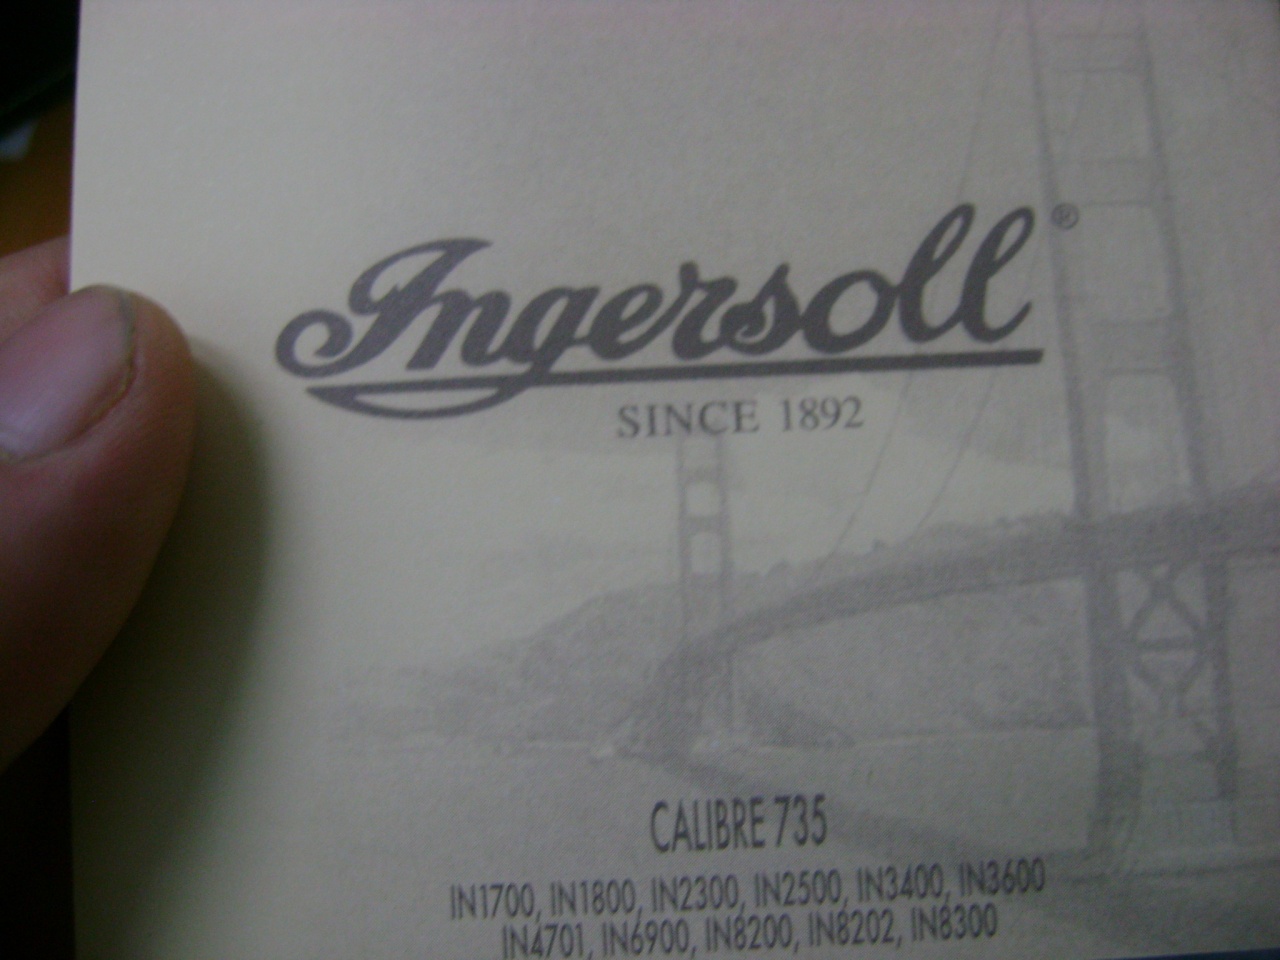 Ingersoll®
SINCE 1892
CALIBRE 735
IN1700, IN1800, IN2300, IN2500, IN3400, IN3600
IN4701, IN6900, IN8200, IN8202, IN8300